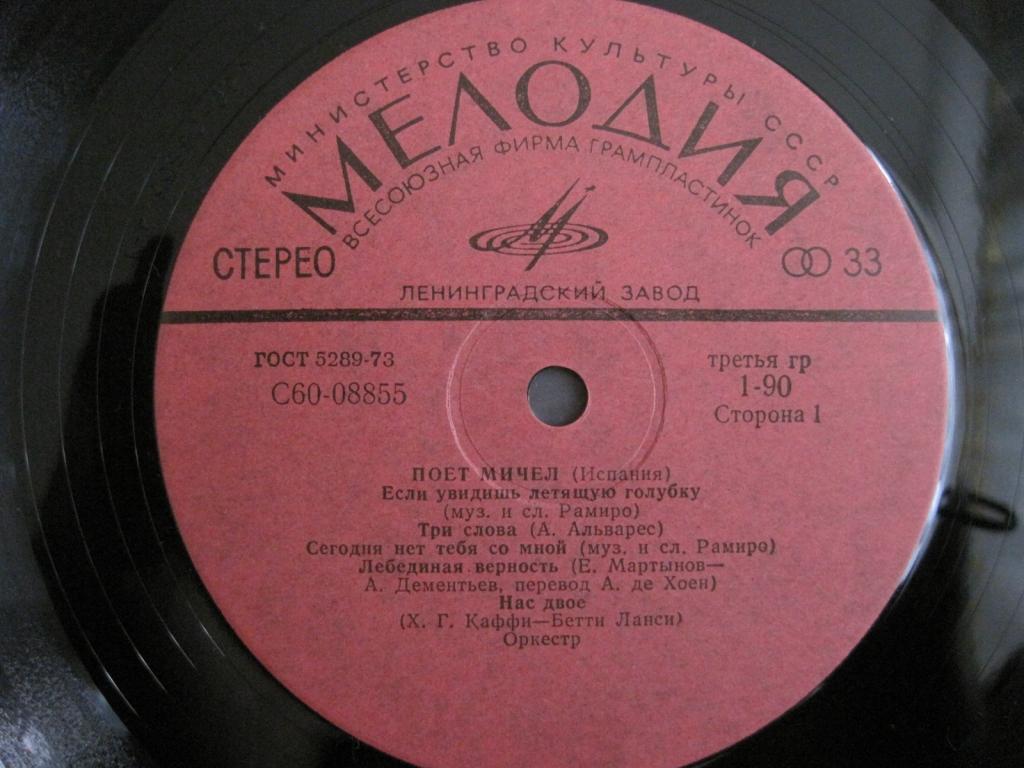 МИНИСТЕРСТВО КУЛЬТУРЫ СССР
МЕЛОДИЯ
ВСЕСОЮЗНАЯ ФИРМА ГРАМПЛАСТИНОК
СТЕРЕО
33
ЛЕНИНГРАДСКИЙ ЗАВОД
ГОСТ 5289-73
С60-08855
третья гр
1-90
Сторона 1
ПОЕТ МИЧЕЛ (Испания)
Если увидишь летящую голубку
(муз. и сл. Рамиро)
Три слова (А. Альварес)
Сегодня нет тебя со мной (муз. и сл. Рамиро)
Лебединая верность (Е. Мартынов—
А. Дементьев, перевод А. де Хоен)
Нас двое
(Х. Г. Каффи—Бетти Ланси)
Оркестр